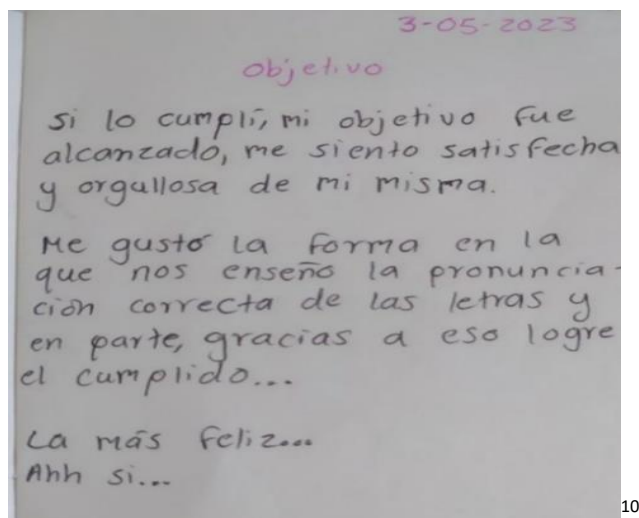 3-05-2023
Objetivo
Si lo cumplí, mi objetivo fue
alcanzado, me siento satisfecha
y orgullosa de mi misma.
Me gustó la forma en la
que nos enseño la pronuncia-
ción correcta de las letras y
en parte, gracias a eso logre
el cumplido...
La más feliz...
Ahh si...
10